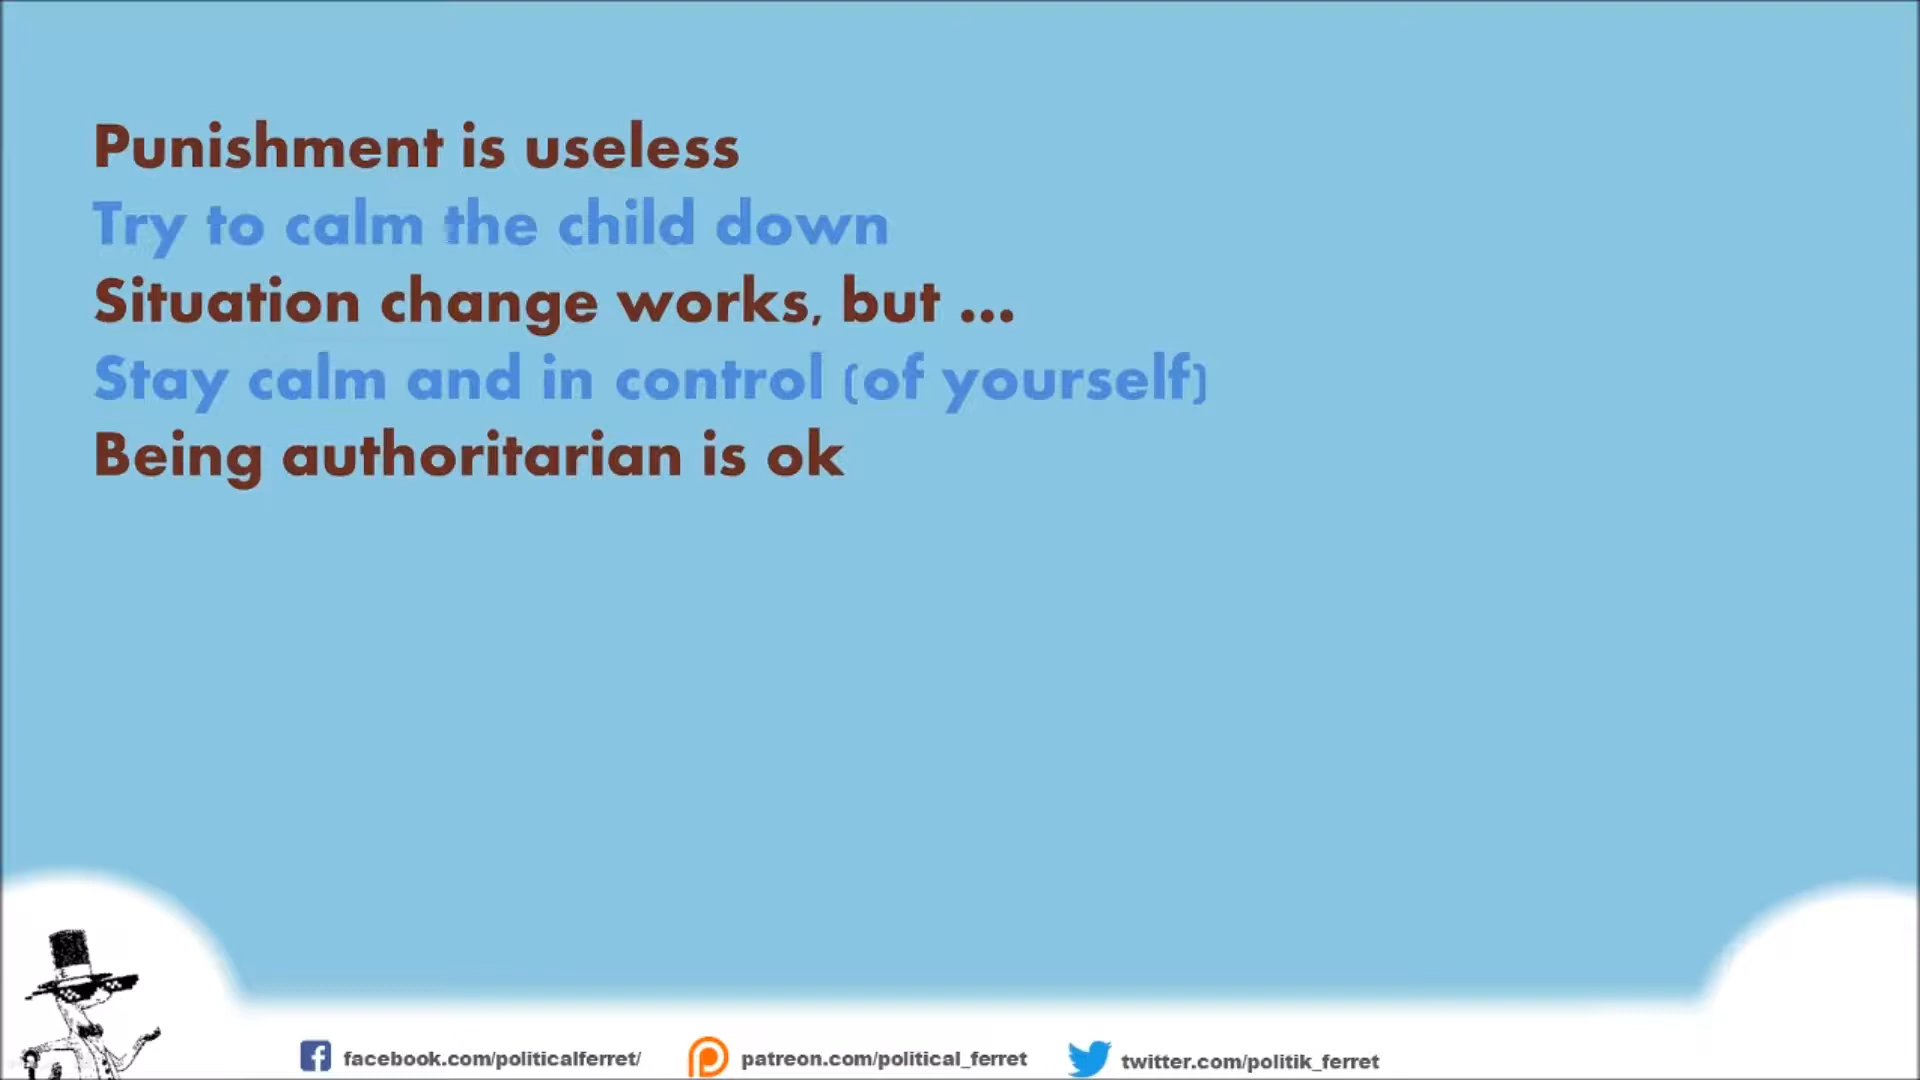 Punishment is useless
Try to calm the child down
Situation change works, but ...
Stay calm and in control (of yourself)
Being authoritarian is ok
facebook.com/politicalferret/
patreon.com/political_ferret
twitter.com/politik_ferret